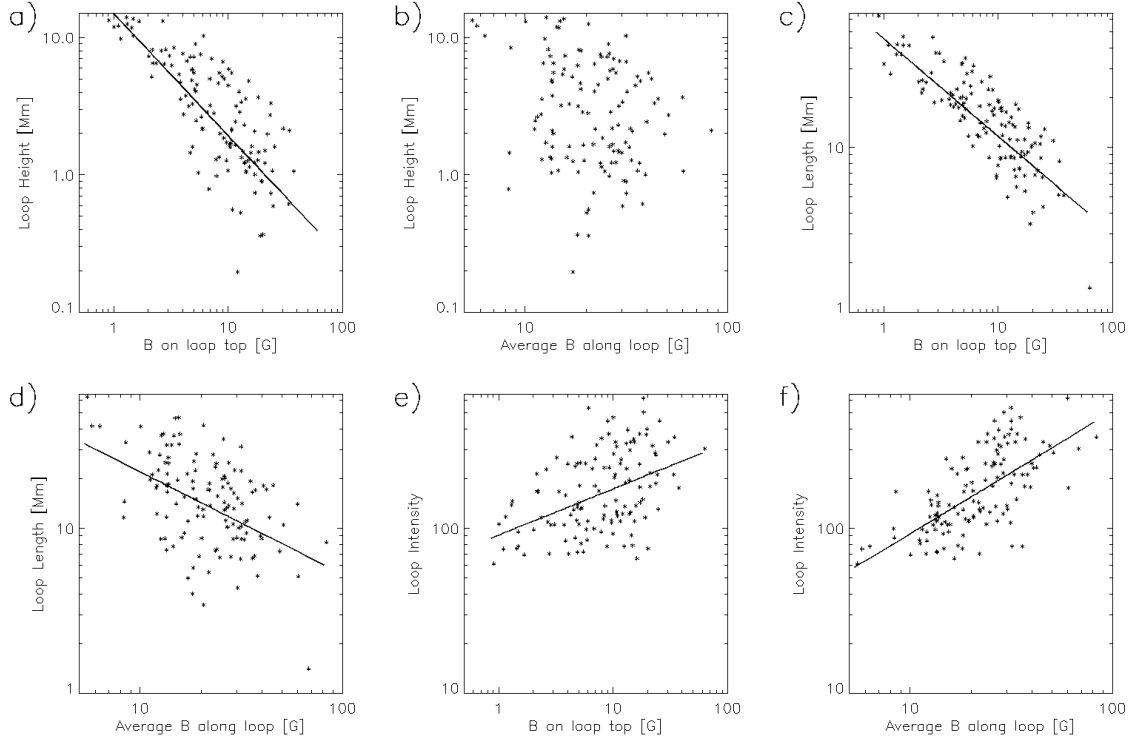 a)
10.0
1.0
0.1
Loop Height [Mm]
1
10
100
B on loop top [G]
b)
10.0
1.0
0.1
Loop Height [Mm]
10
100
Average B along loop [G]
c)
10
1
Loop Length [Mm]
1
10
100
B on loop top [G]
d)
10
1
Loop Length [Mm]
10
100
Average B along loop [G]
e)
100
10
Loop Intensity
1
10
100
B on loop top [G]
f)
100
10
Loop Intensity
10
100
Average B along loop [G]